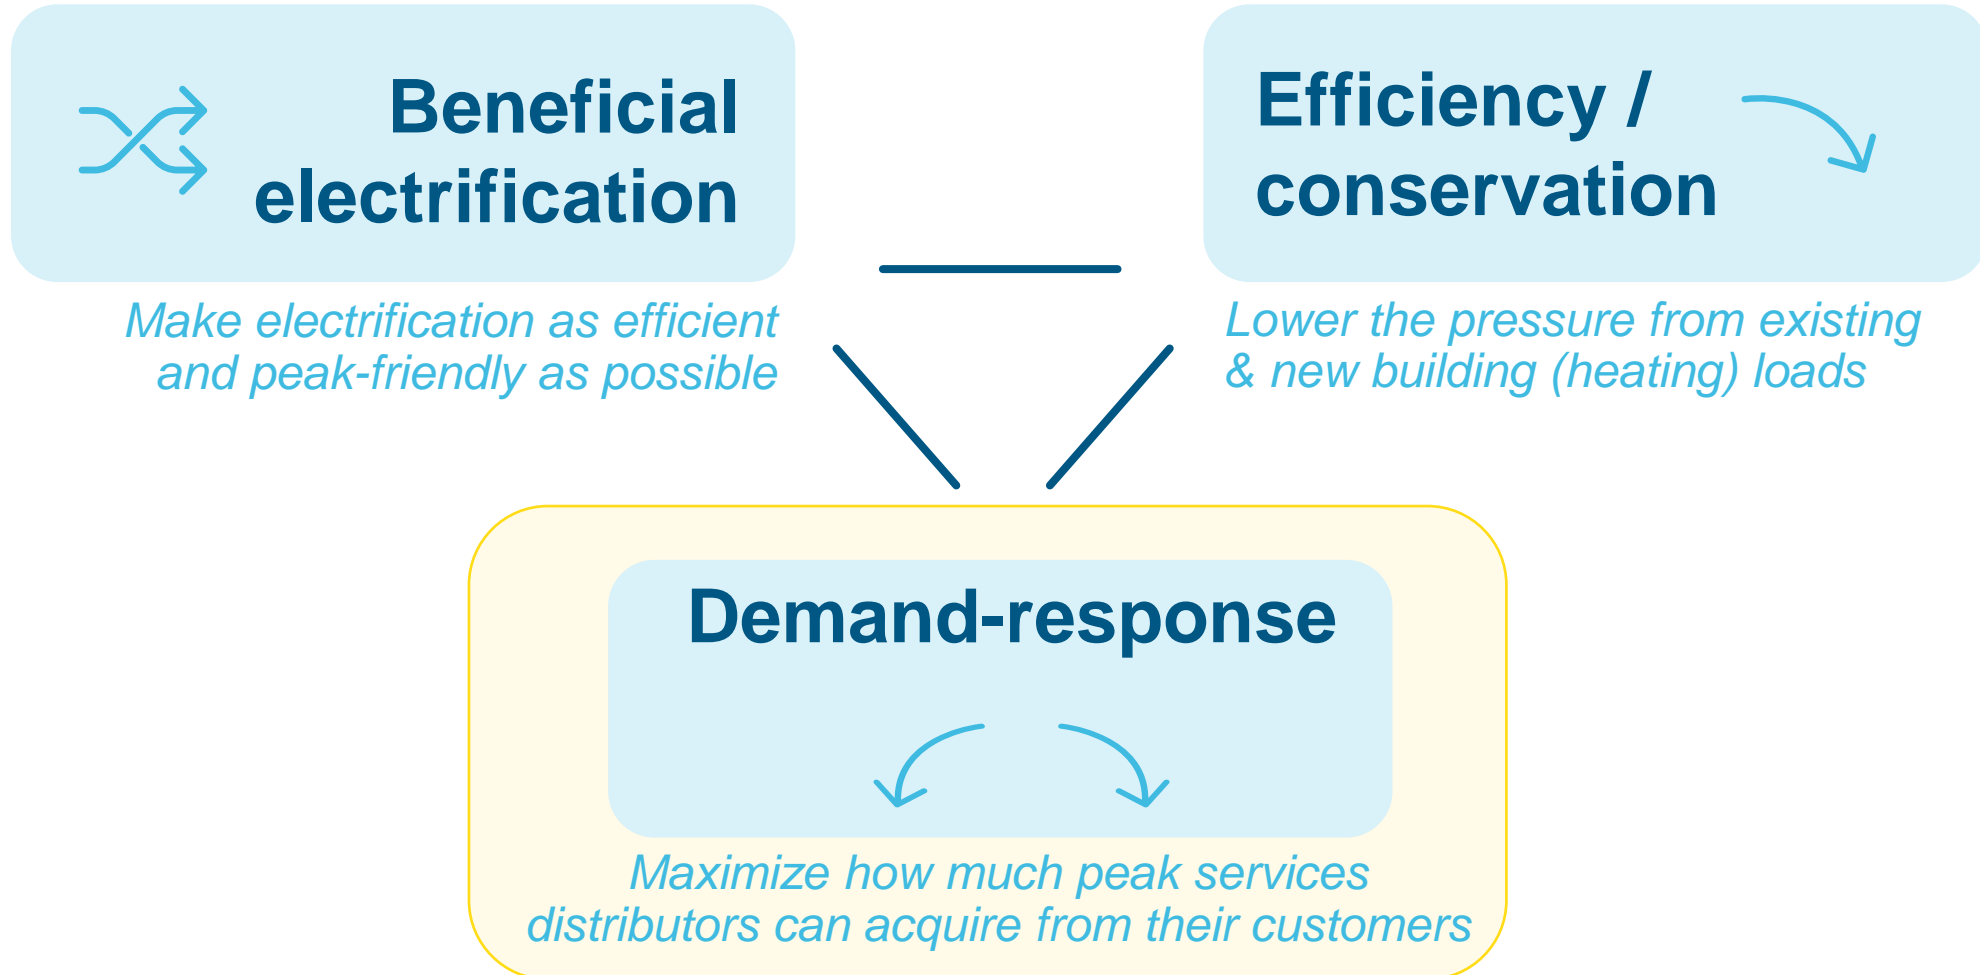 Beneficial
electrification
Make electrification as efficient
and peak-friendly as possible
Efficiency /
conservation
Lower the pressure from existing
& new building (heating) loads
Demand-response
Maximize how much peak services
distributors can acquire from their customers